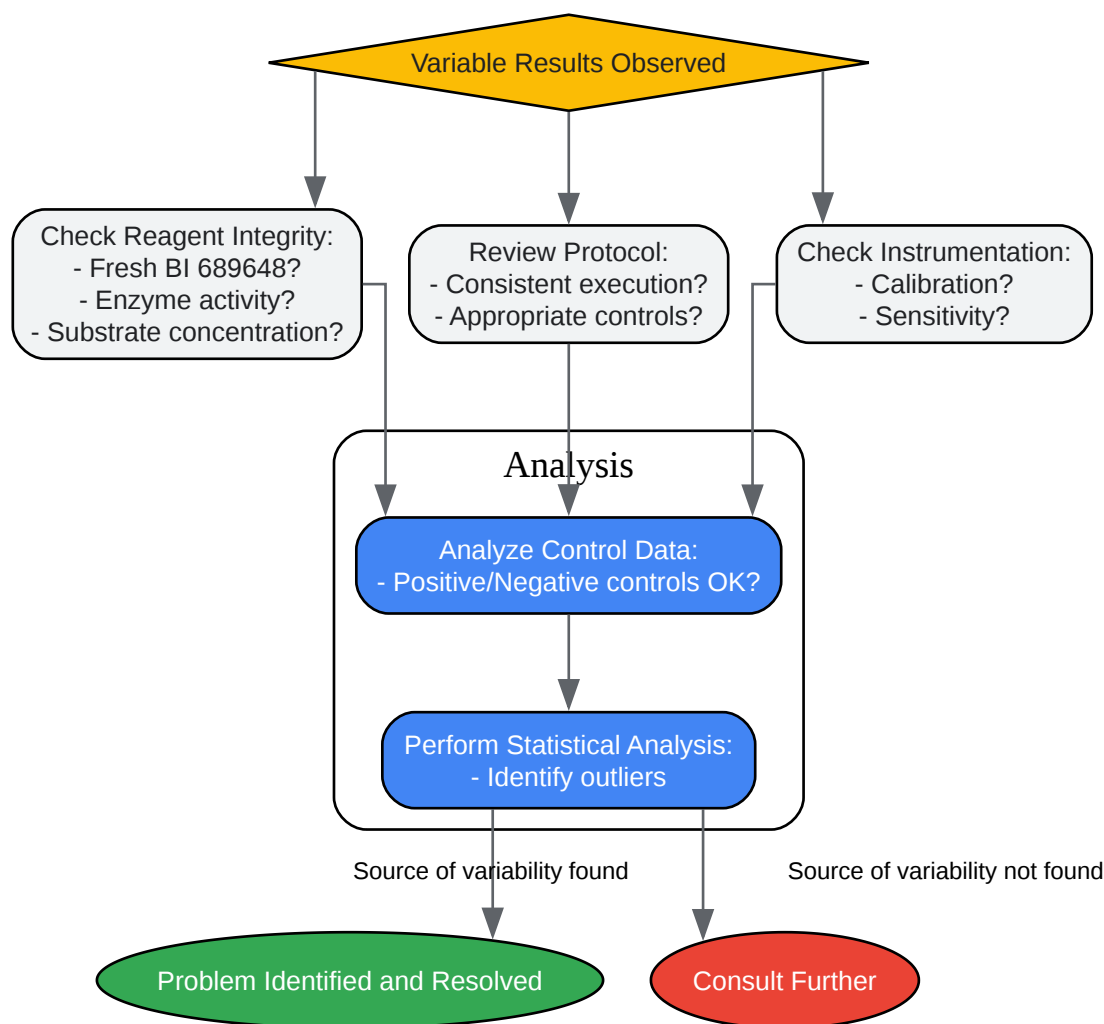 Variable Results Observed
Check Reagent Integrity:
- Fresh BI 689648?
- Enzyme activity?
- Substrate concentration?
Review Protocol:
- Consistent execution?
- Appropriate controls?
Check Instrumentation:
- Calibration?
- Sensitivity?
Analysis
Analyze Control Data:
- Positive/Negative controls OK?
Perform Statistical Analysis:
- Identify outliers
Source of variability found
Source of variability not found
Problem Identified and Resolved
Consult Further